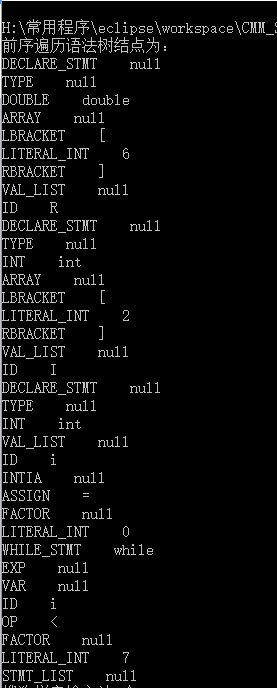 H:\常用程序\eclipse\workspace\CMM_S
前序遍历语法树结点为：
DECLARE_STMT null
TYPE null
DOUBLE double
ARRAY null
LBRACKET [
LITERAL_INT 6
RBRACKET ]
VAL_LIST null
ID R
DECLARE_STMT null
TYPE null
INT int
ARRAY null
LBRACKET [
LITERAL_INT 2
RBRACKET ]
VAL_LIST null
ID I
DECLARE_STMT null
TYPE null
INT int
VAL_LIST null
ID i
INTIA null
ASSIGN =
FACTOR null
LITERAL_INT 0
WHILE_STMT while
EXP null
VAR null
ID i
OP <
FACTOR null
LITERAL_INT 7
STMT_LIST null